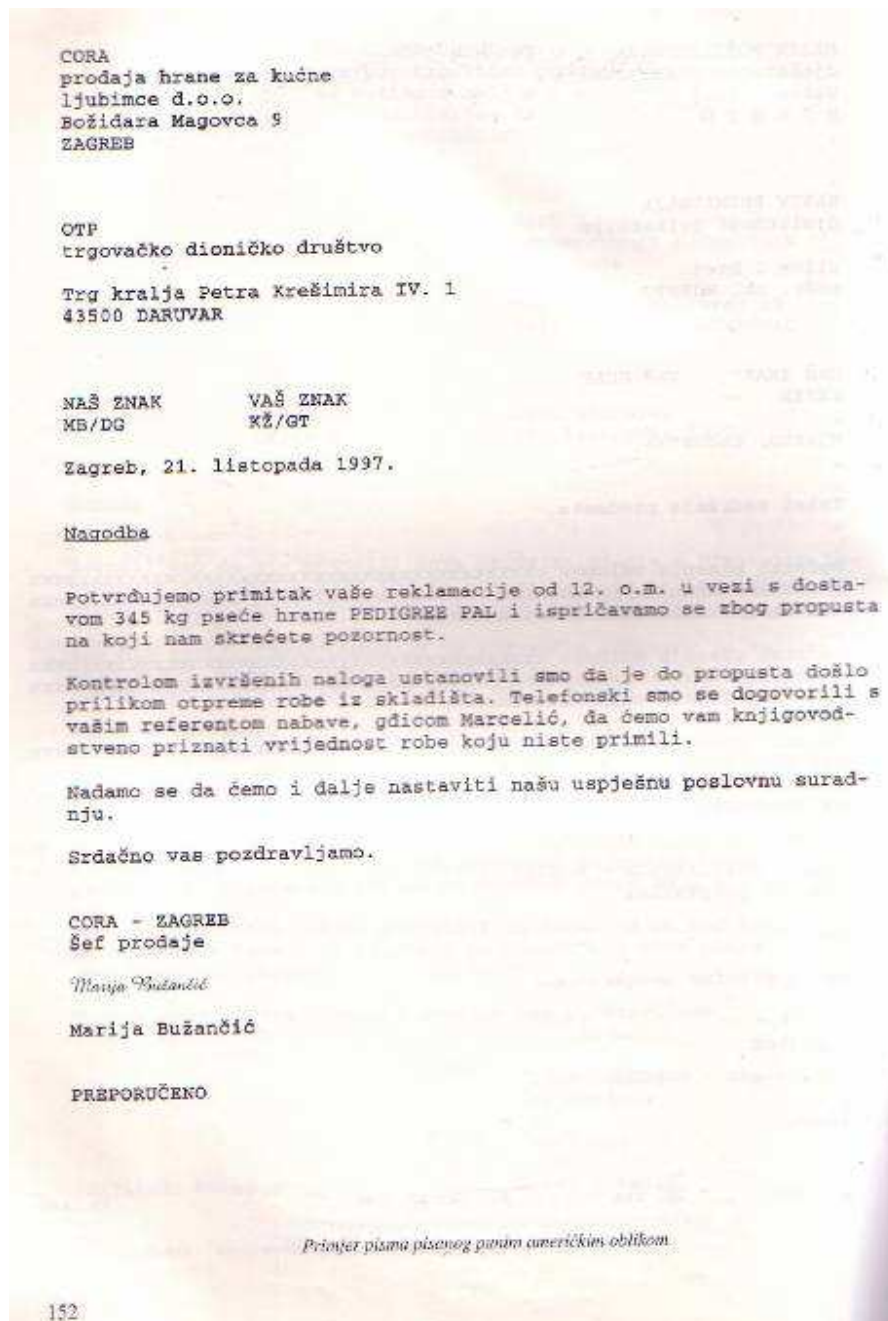 CORA
prodaja hrane za kućne
ljubimce d.o.o.
Božidara Magovca 9
ZAGREB
OTP
trgovačko dioničko društvo
Trg kralja Petra Krešimira IV. 1
43500 DARUVAR
NAŠ ZNAK VAŠ ZNAK
MB/DG KŽ/GT
Zagreb, 21. listopada 1997.
Nagodba
Potvrđujemo primitak vaše reklamacije od 12. o.m. u vezi s dosta-
vom 345 kg pseće hrane PEDIGREE PAL i ispričavamo se zbog propusta
na koji nam skrećete pozornost.
Kontrolom izvršenih naloga ustanovili smo da je do propusta došlo
prilikom otpreme robe iz skladišta. Telefonski smo se dogovorili s
vašim referentom nabave, gđicom Marcelić, da ćemo vam knjigovod-
stveno priznati vrijednost robe koju niste primili.
Nadamo se da ćemo i dalje nastaviti našu uspješnu poslovnu surad-
nju.
Srdačno vas pozdravljamo.
CORA - ZAGREB
Šef prodaje
Marija Bužančić
Marija Bužančić
PREPORUČENO
Primjer pisma pisanog punim američkim oblikom
152